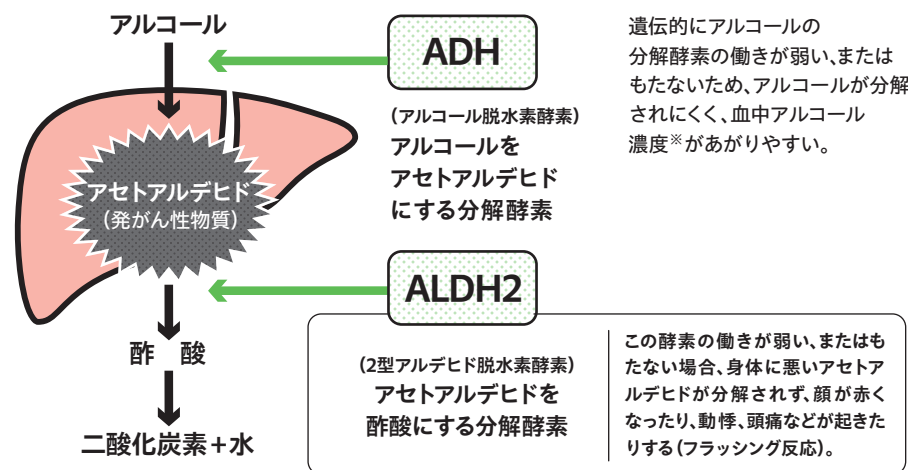 アルコール
ADH
(アルコール脱水素酵素)
アルコールを
アセトアルデヒド
にする分解酵素
遺伝的にアルコールの
分解酵素の働きが弱い、または
もたないため、アルコールが分解
されにくく、血中アルコール
濃度※があがりやすい。
アセトアルデヒド
(発がん性物質)
ALDH2
(2型アルデヒド脱水素酵素)
アセトアルデヒドを
酢酸にする分解酵素
この酵素の働きが弱い、またはも
たない場合、身体に悪いアセトア
ルデヒドが分解されず、顔が赤く
なったり、動悸、頭痛などが起きた
りする(フラッシング反応)。
酢 酸
二酸化炭素+水